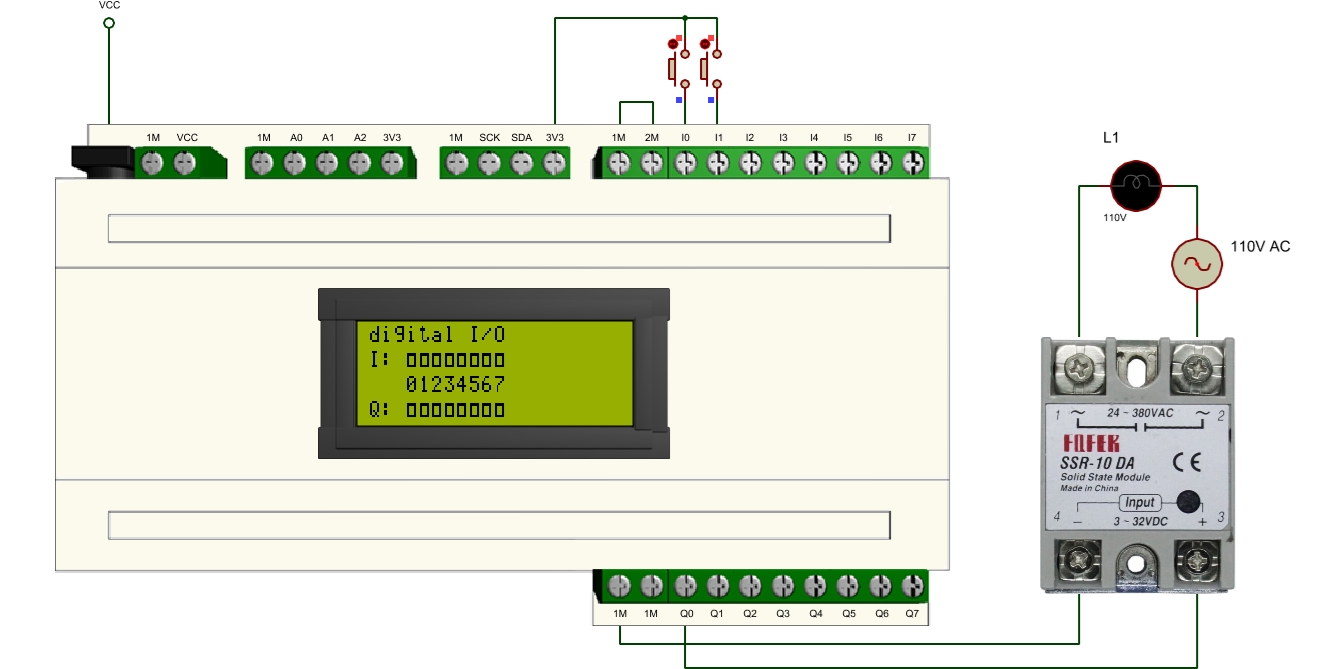 VCC
1M VCC
1M A0 A1 A2 3V3
1M SCK SDA 3V3
1M 2M I0 I1 I2 I3 I4 I5 I6 I7
L1
110V
110V AC
digital I/O
I: 00000000
01234567
Q: 00000000
1 24 ~ 380VAC 2
FQFEK
SSR-10 DA
CE
Solid State Module
Made in China
Input
4 − 3 ~ 32VDC + 3
1M 1M Q0 Q1 Q2 Q3 Q4 Q5 Q6 Q7